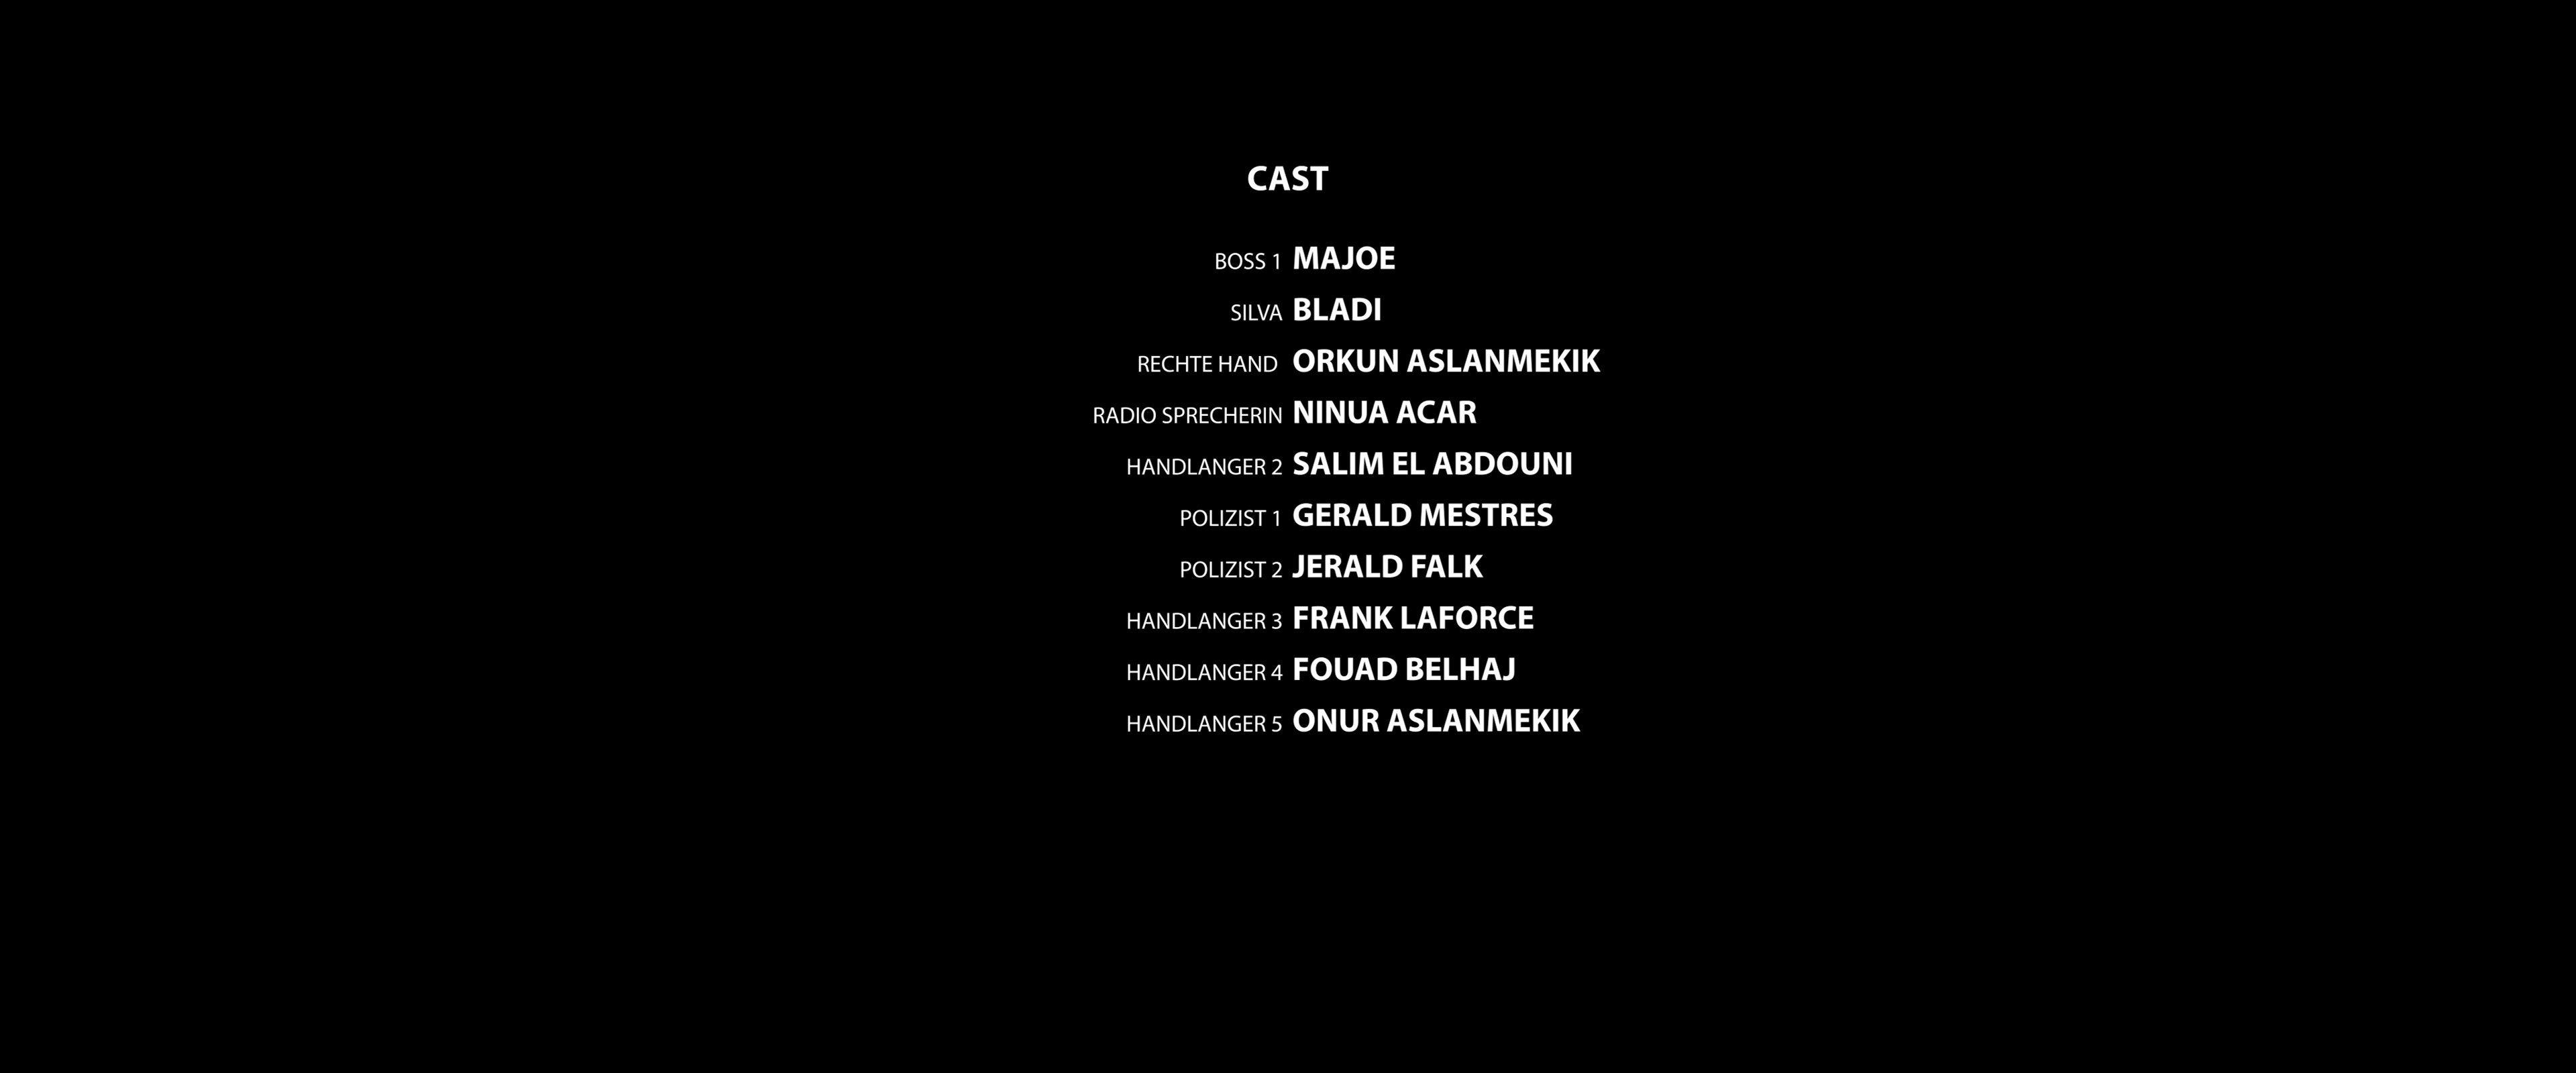 CAST
BOSS 1 MAJOE
SILVA BLADI
RECHTE HAND ORKUN ASLANMEKIK
RADIO SPRECHERIN NINUA ACAR
HANDLANGER 2 SALIM EL ABDOUNI
POLIZIST 1 GERALD MESTRES
POLIZIST 2 JERALD FALK
HANDLANGER 3 FRANK LAFORCE
HANDLANGER 4 FOUAD BELHAJ
HANDLANGER 5 ONUR ASLANMEKIK